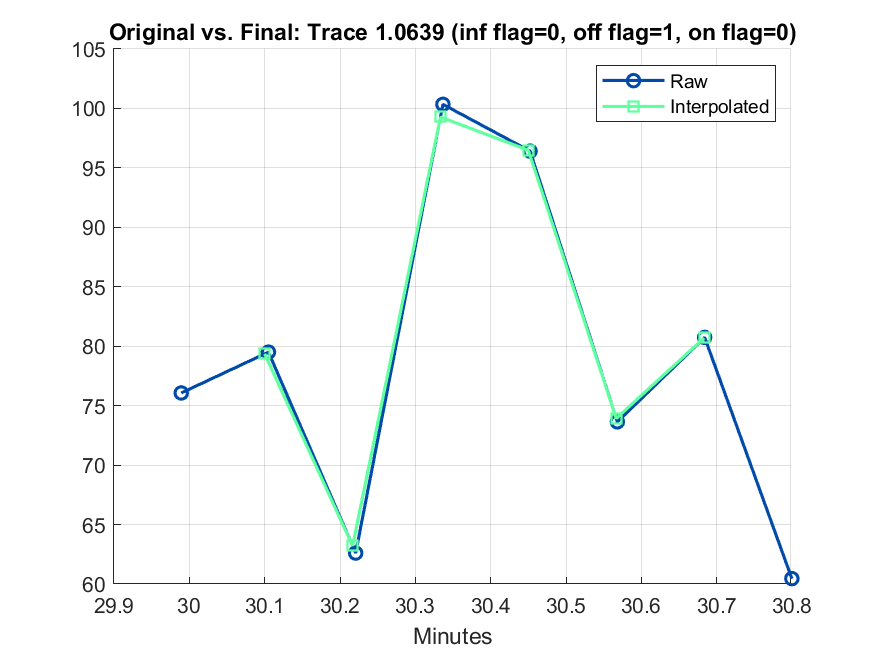 Original vs. Final: Trace 1.0639 (inf flag=0, off flag=1, on flag=0)
105
100
95
90
85
80
75
70
65
60
Raw
Interpolated
29.9 30 30.1 30.2 30.3 30.4 30.5 30.6 30.7 30.8
Minutes